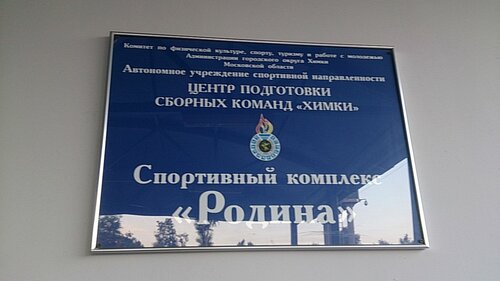 Комитет по физической культуре, спорту, туризму и работе с молодежью
Администрации городского округа Химки
Московской области
Автономное учреждение спортивной направленности
ЦЕНТР ПОДГОТОВКИ
СБОРНЫХ КОМАНД «ХИМКИ»
Спортивный комплекс
«Родина»